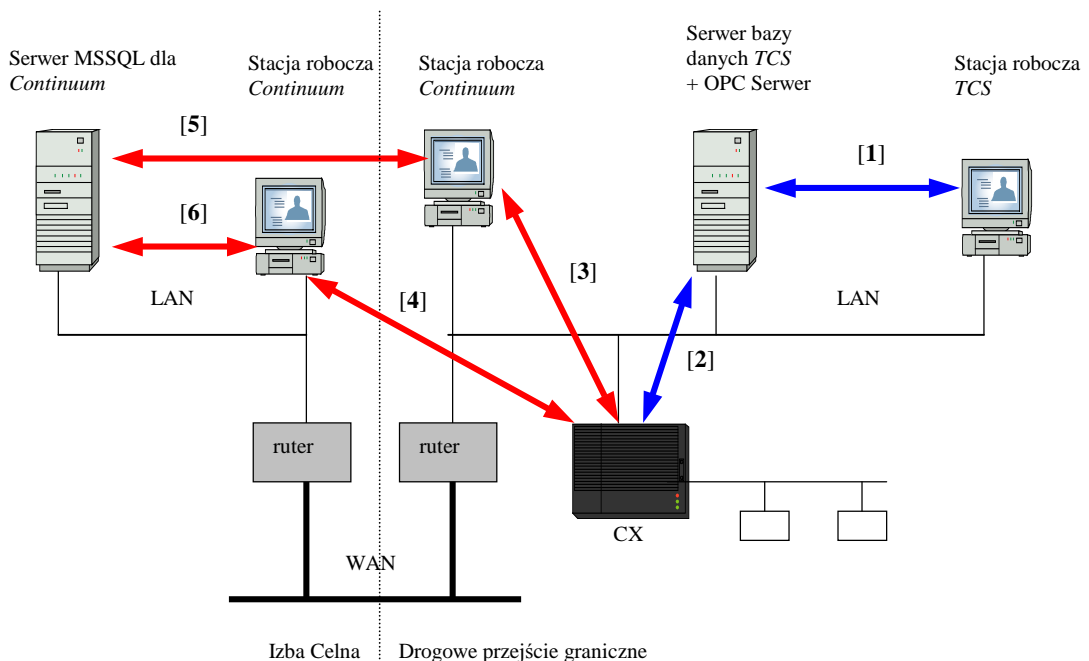 Serwer MSSQL dla
Continuum
Stacja robocza
Continuum
Stacja robocza
Continuum
Serwer bazy
danych TCS
+ OPC Serwer
Stacja robocza
TCS
[5]
[1]
[6]
[3]
[4]
LAN
LAN
[2]
ruter
ruter
CX
WAN
Izba Celna
Drogowe przejście graniczne